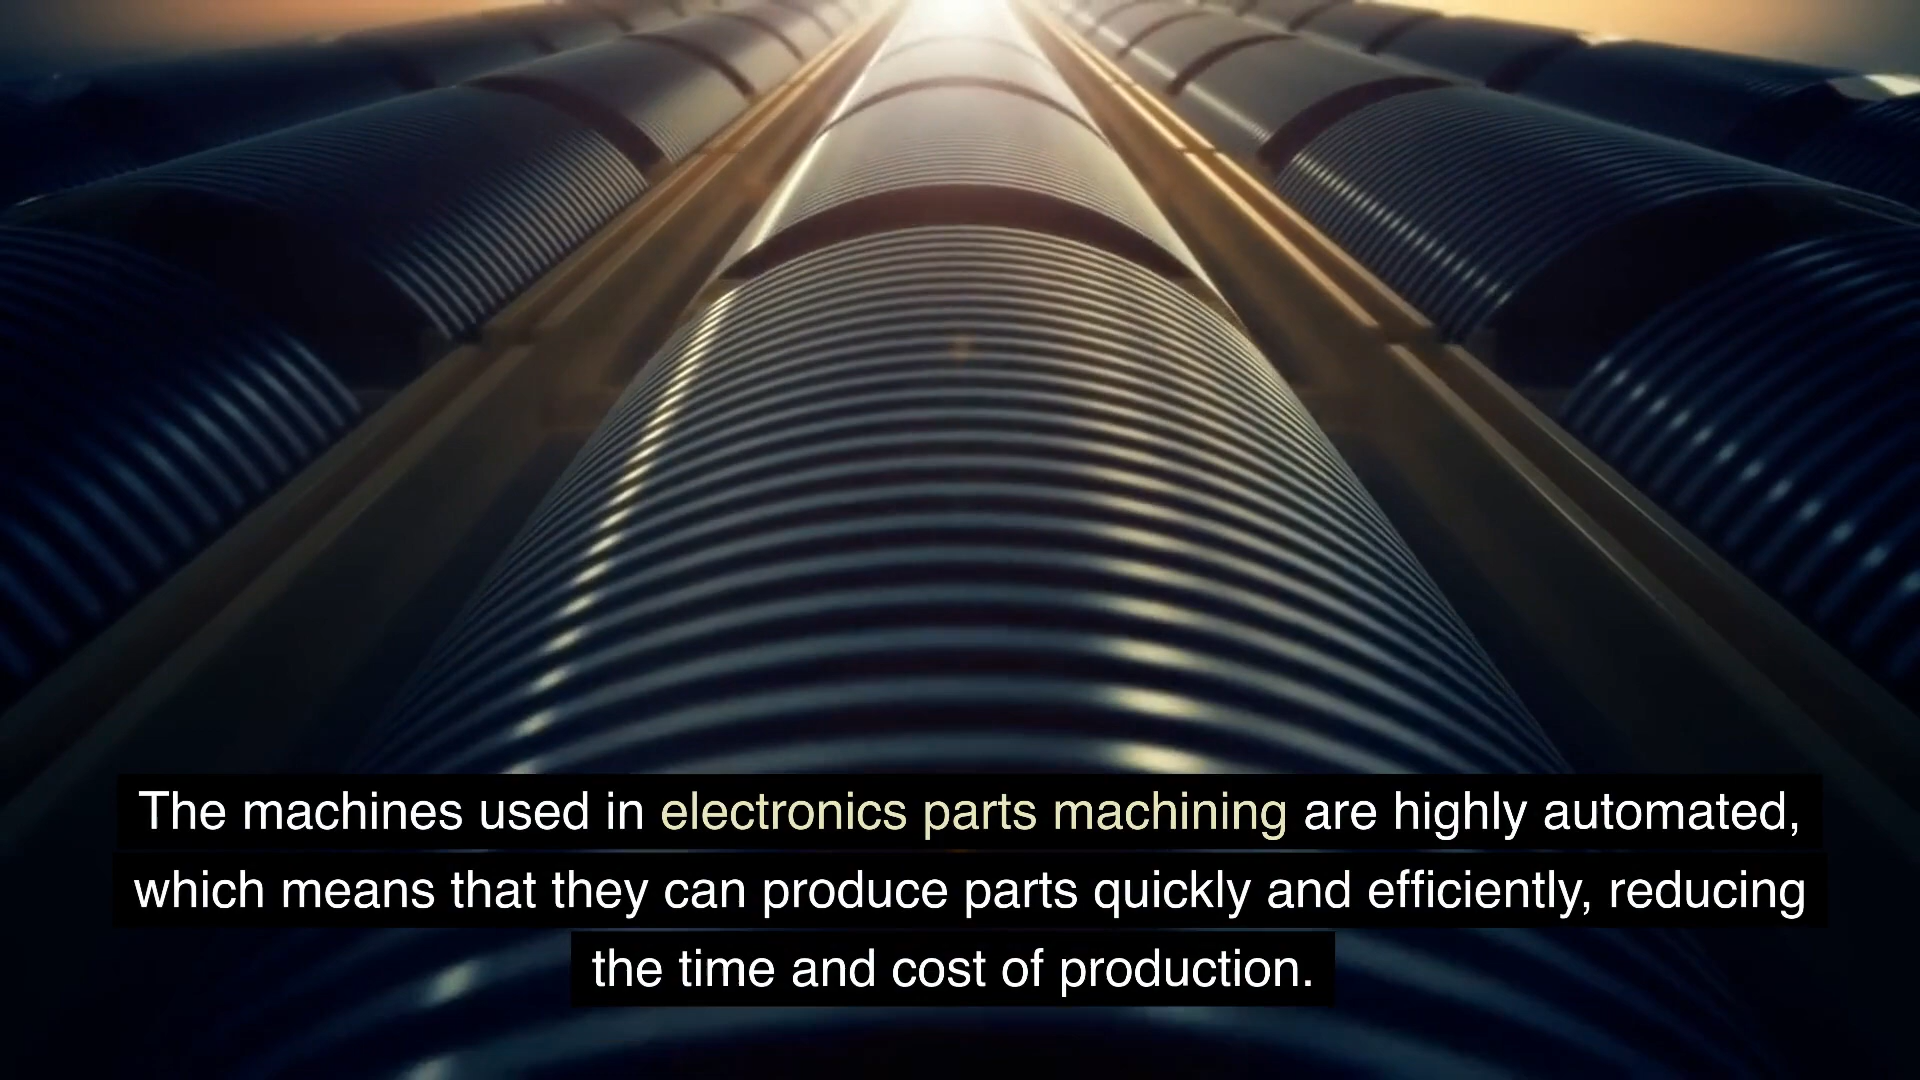 The machines used in electronics parts machining are highly automated,
which means that they can produce parts quickly and efficiently, reducing
the time and cost of production.